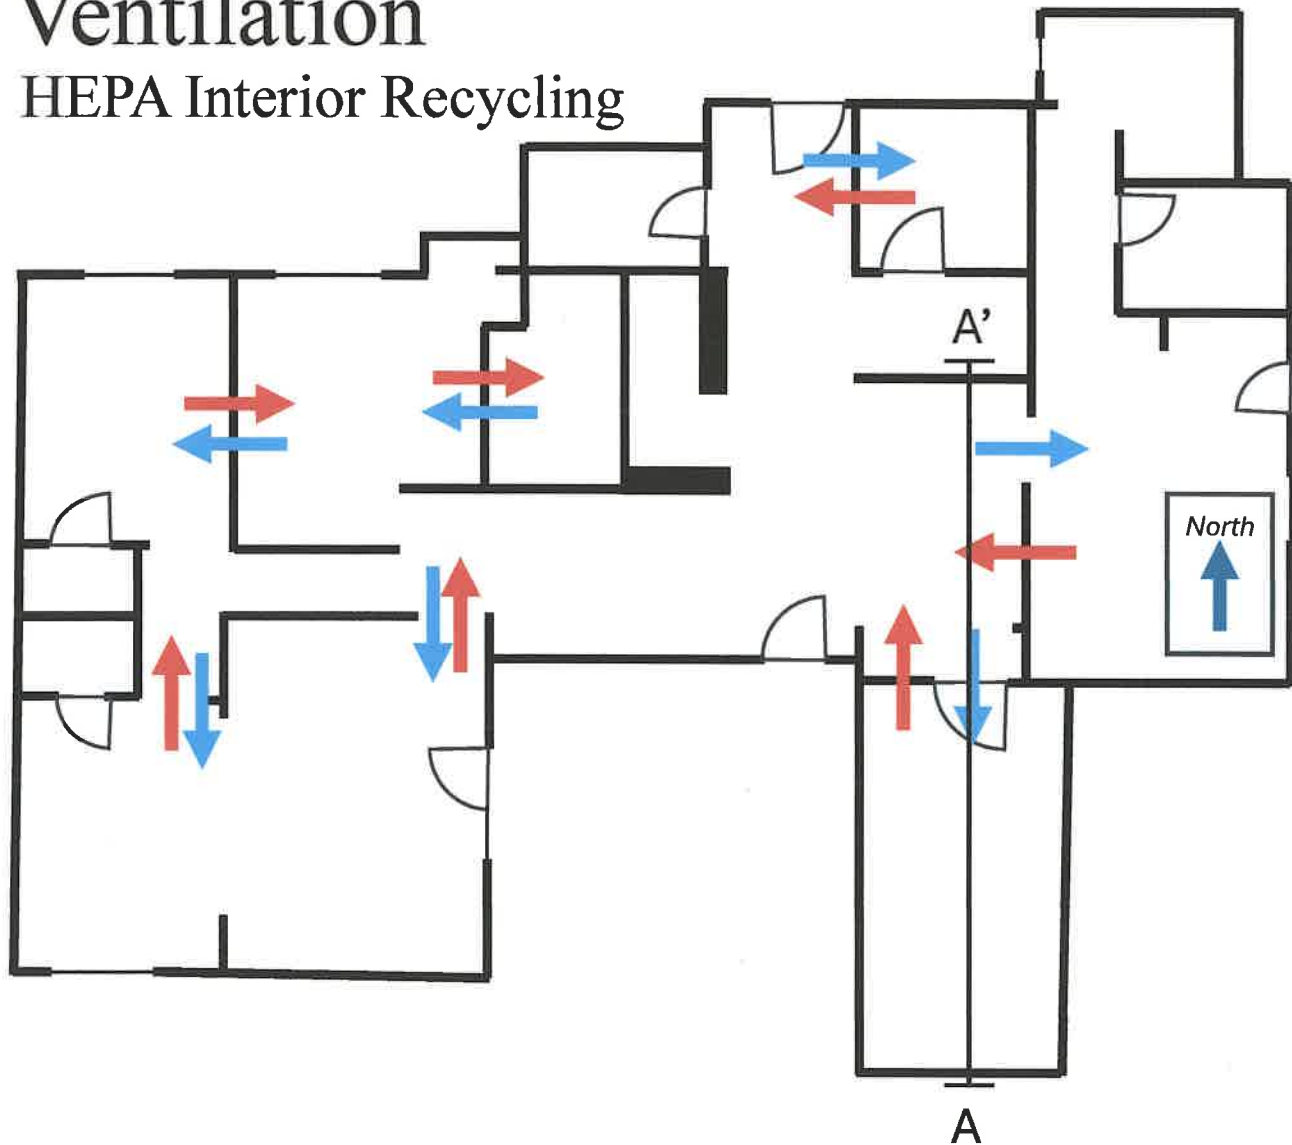 Ventilation
HEPA Interior Recycling
A’
North
A